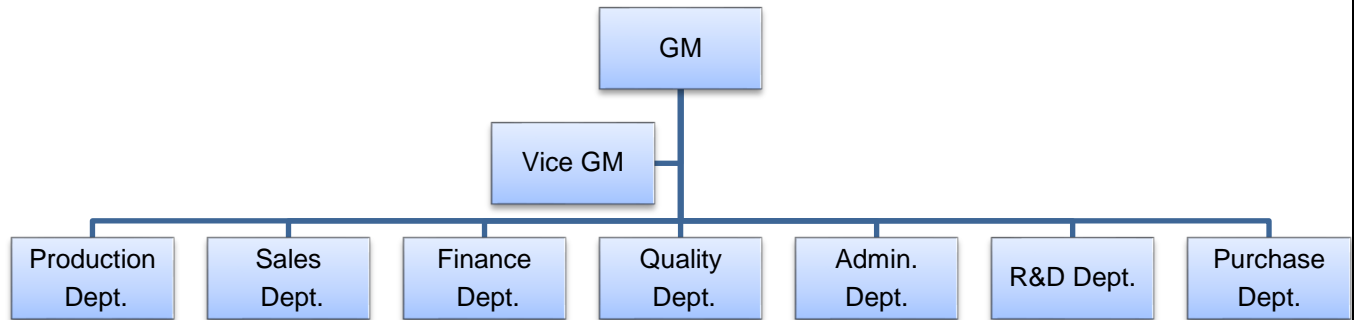 GM
Vice GM
Production
Dept.
Sales
Dept.
Finance
Dept.
Quality
Dept.
Admin.
Dept.
R&D Dept.
Purchase
Dept.